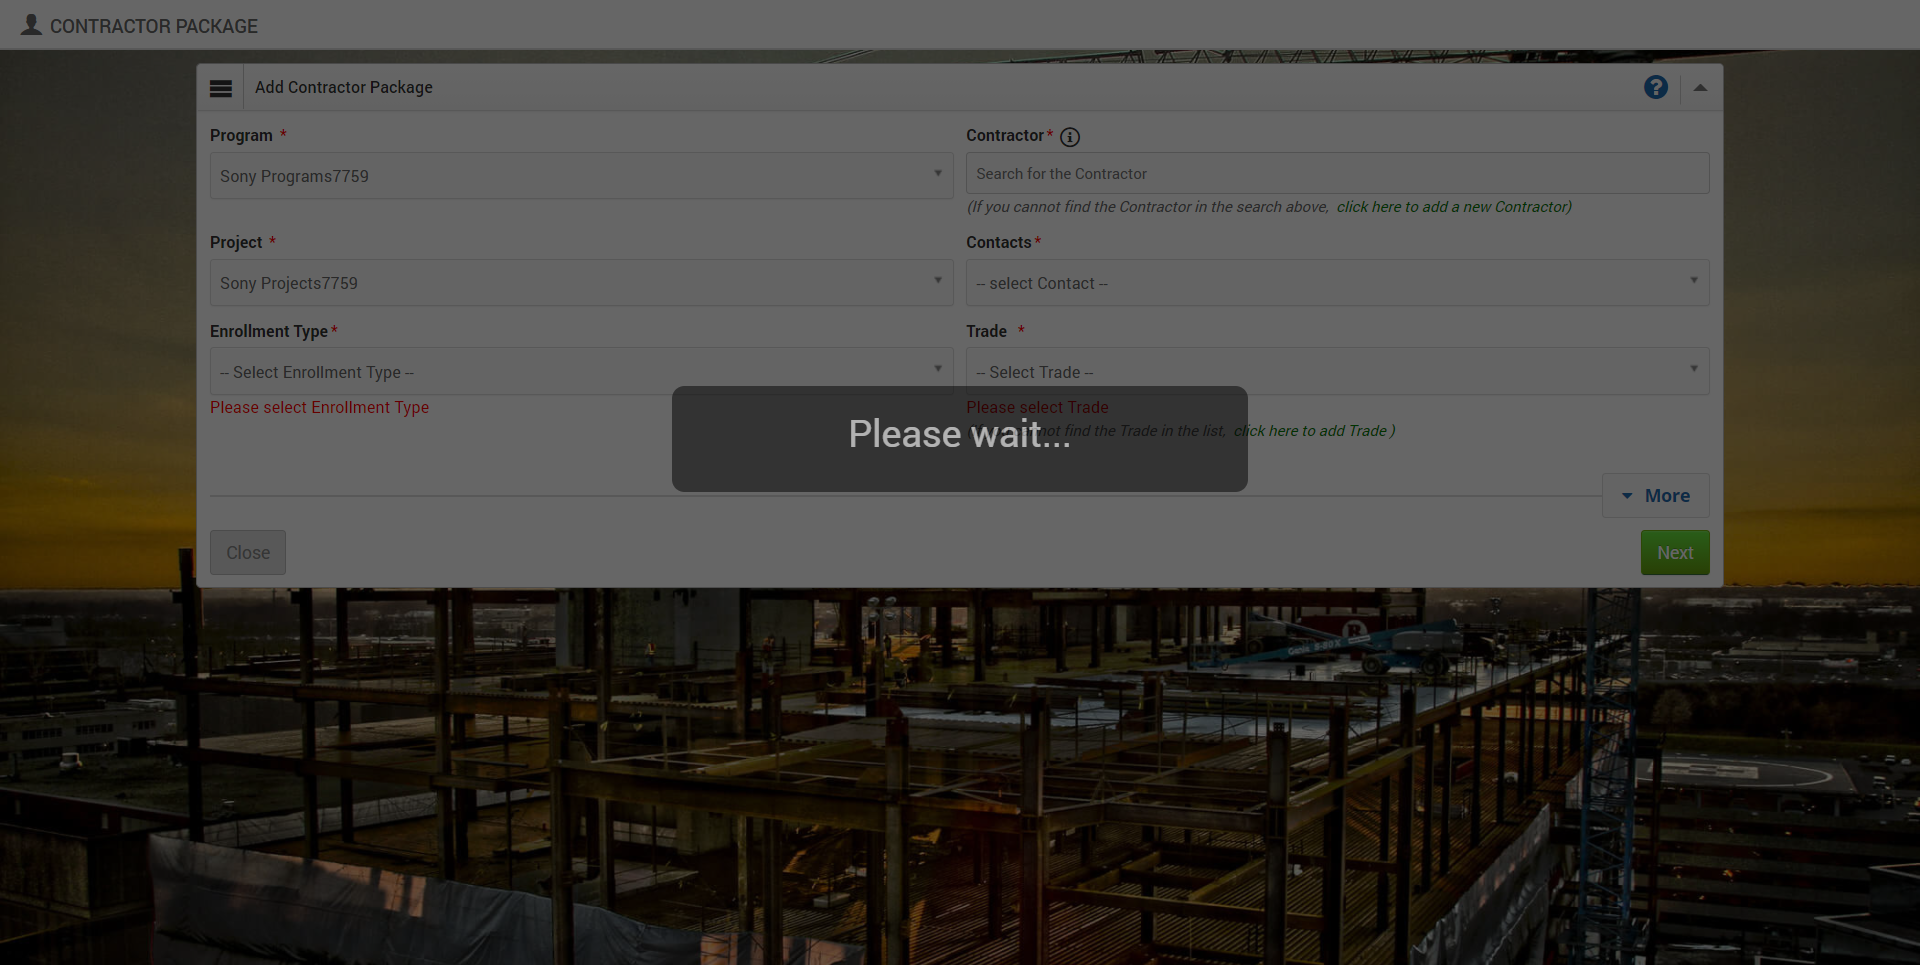 CONTRACTOR PACKAGE
Add Contractor Package
?
Program *
Sony Programs7759
Contractor *
Search for the Contractor
(If you cannot find the Contractor in the search above, click here to add a new Contractor)
Project *
Sony Projects7759
Contacts *
-- select Contact --
Enrollment Type *
-- Select Enrollment Type --
Please select Enrollment Type
Trade *
-- Select Trade --
Please select Trade
not find the Trade in the list, click here to add Trade )
Please wait...
More
Close
Next
Genie S-80X